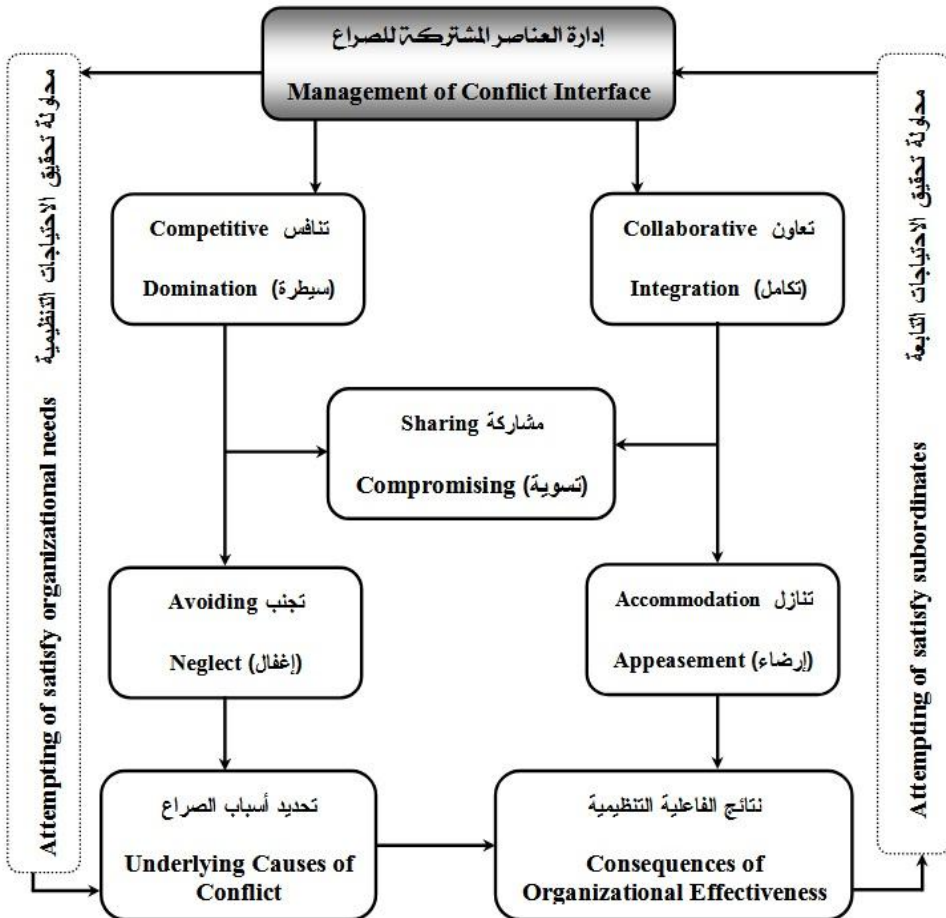 إدارة العناصر المشتركة للصراع
Management of Conflict Interface
محاولة تحقيق الاحتياجات التنظيمية
Attempting of satisfy organizational needs
محاولة تحقيق الاحتياجات التابعة
Attempting of satisfy subordinates
Competitive تنافس
Domination (سيطرة)
Collaborative تعاون
Integration (تكامل)
Sharing مشاركة
Compromising (تسوية)
Avoiding تجنب
Neglect (إغفال)
Accommodation تنازل
Appeasement (إرضاء)
تحديد أسباب الصراع
Underlying Causes of
Conflict
نتائج الفاعلية التنظيمية
Consequences of
Organizational Effectiveness